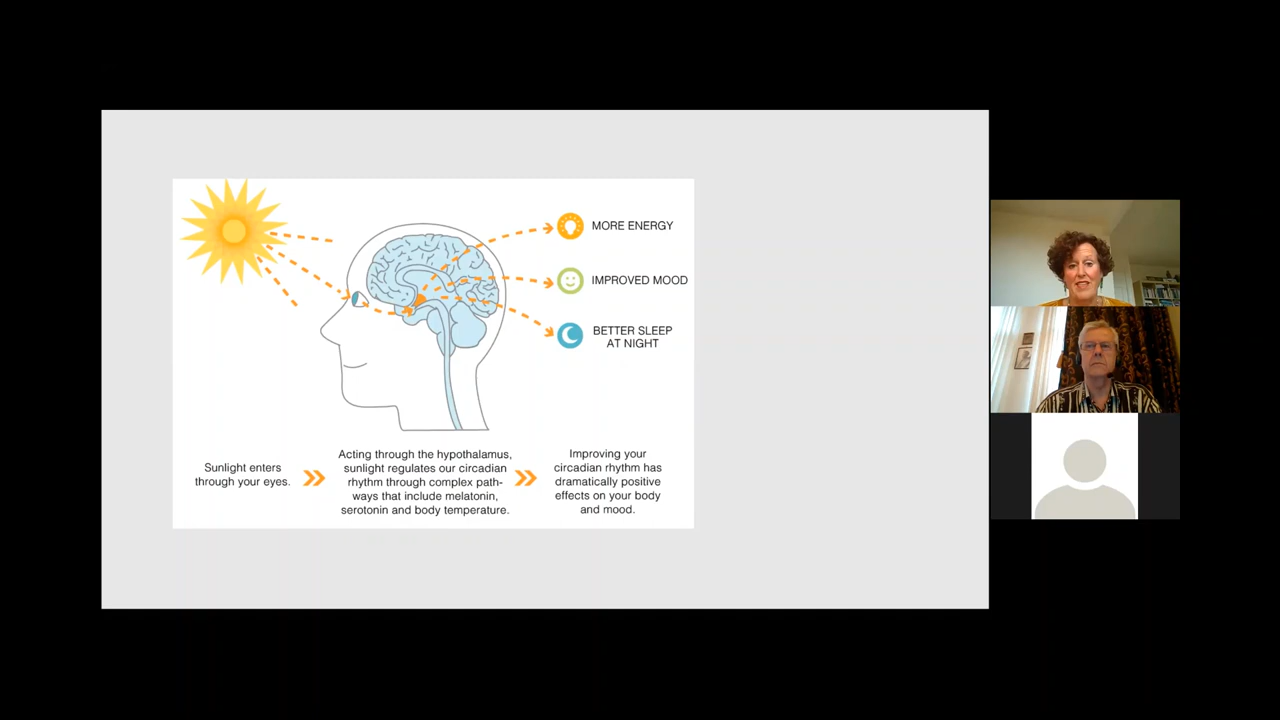 MORE ENERGY
IMPROVED MOOD
BETTER SLEEP
AT NIGHT
Sunlight enters
through your eyes.
Acting through the hypothalamus,
sunlight regulates our circadian
rhythm through complex path-
ways that include melatonin,
serotonin and body temperature.
Improving your
circadian rhythm has
dramatically positive
effects on your body
and mood.